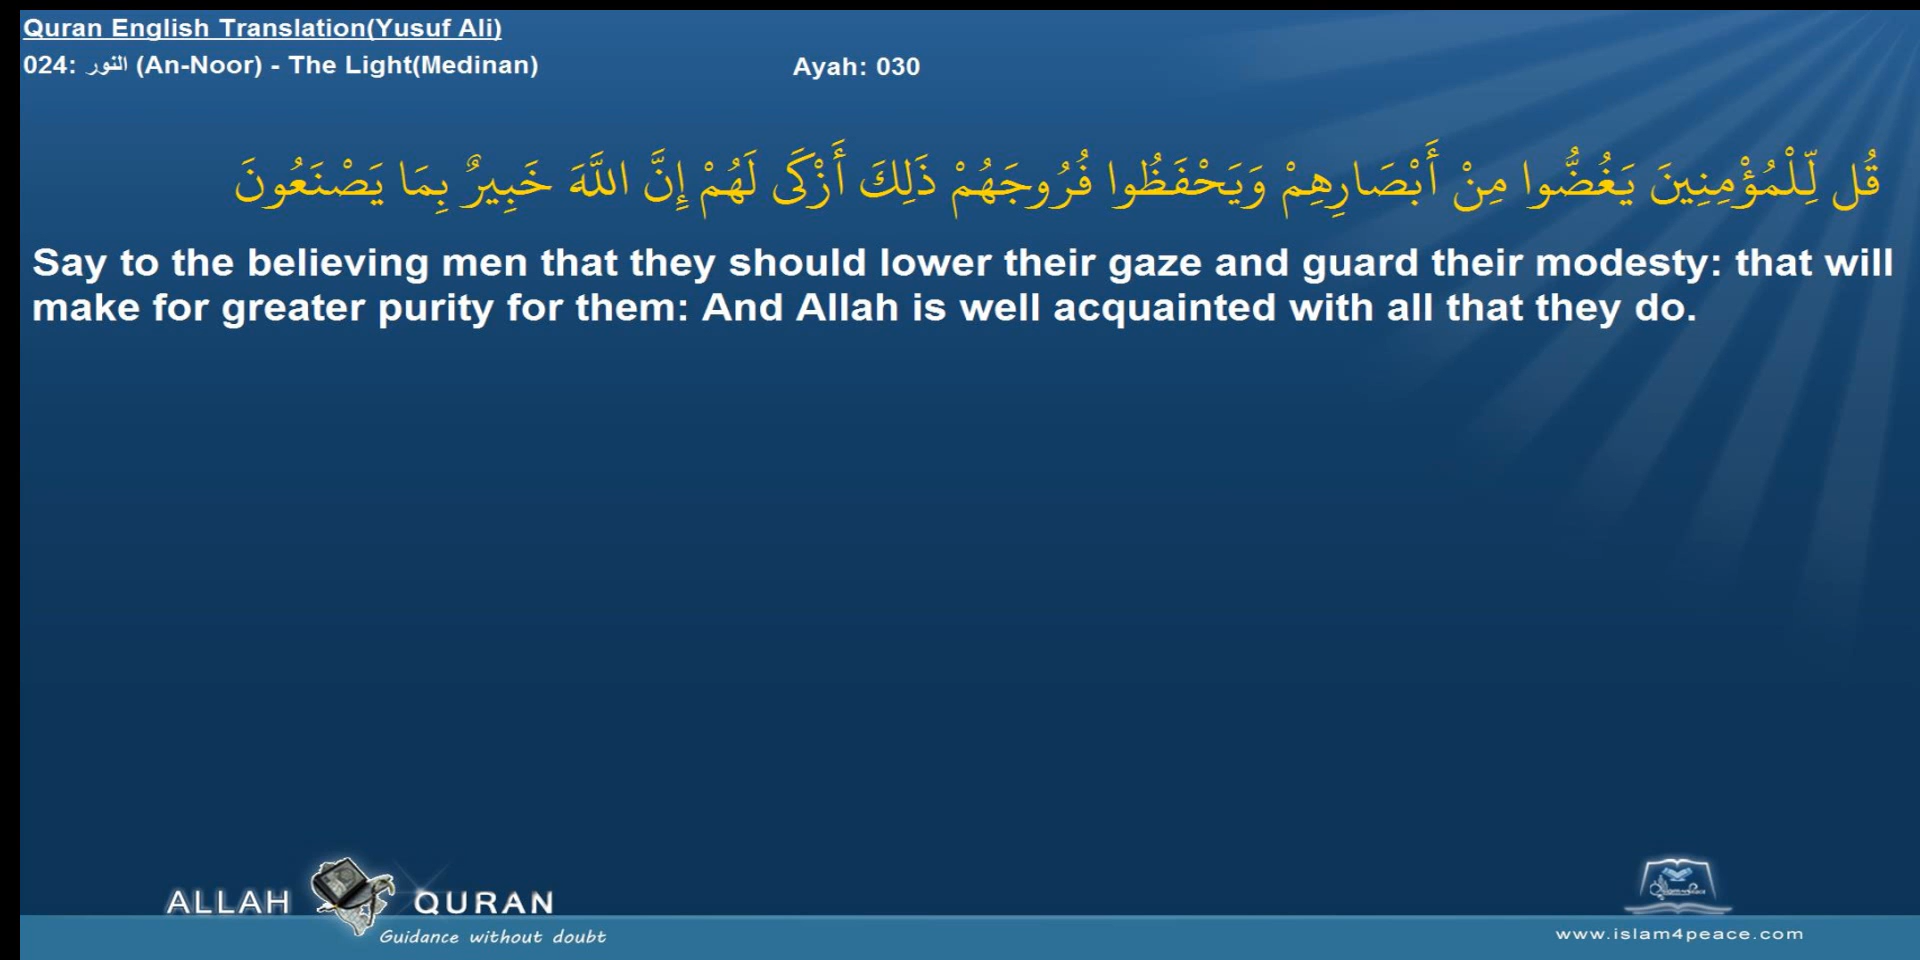 Quran English Translation(Yusuf Ali)
024: النور (An-Noor) - The Light(Medinan)
Ayah: 030
قُل لِّلْمُؤْمِنِينَ يَغُضُّوا مِنْ أَبْصَارِهِمْ وَيَحْفَظُوا فُرُوجَهُمْ ذَلِكَ أَزْكَى لَهُمْ إِنَّ اللَّهَ خَبِيرٌ بِمَا يَصْنَعُونَ
Say to the believing men that they should lower their gaze and guard their modesty: that will
make for greater purity for them: And Allah is well acquainted with all that they do.
ALLAH QURAN
Guidance without doubt
www.islam4peace.com